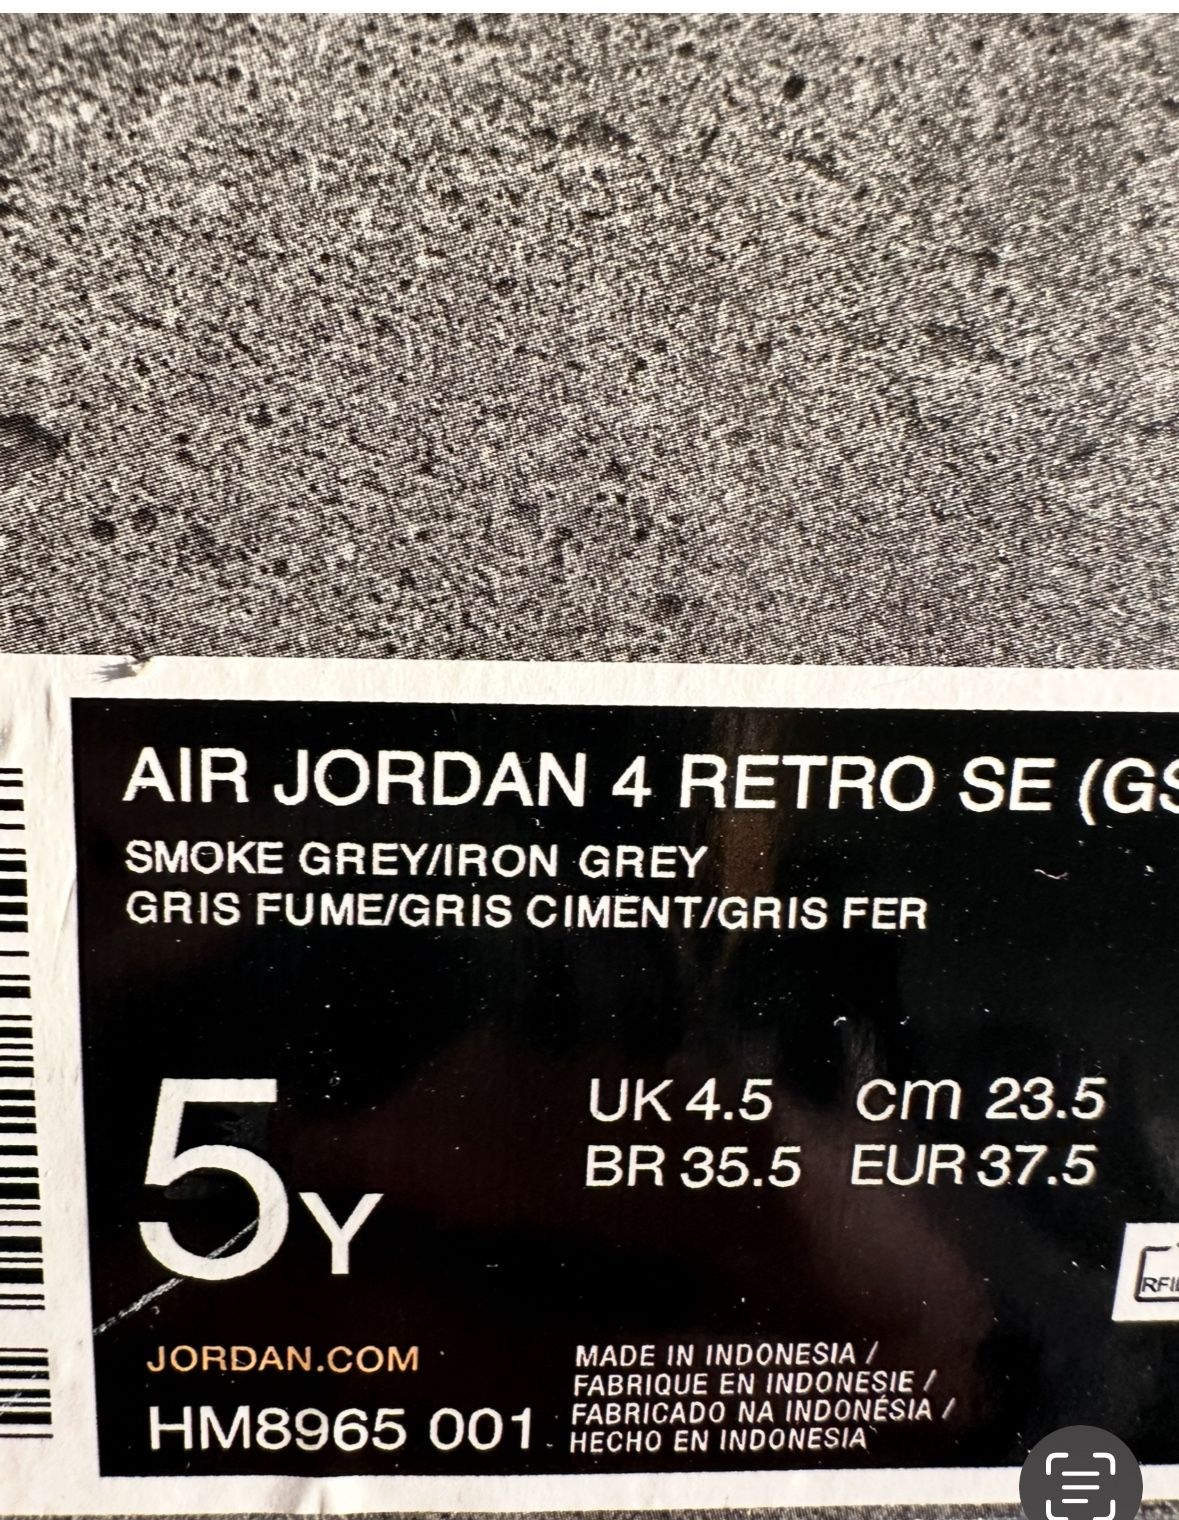 AIR JORDAN 4 RETRO SE (GS
SMOKE GREY/IRON GREY
GRIS FUME/GRIS CIMENT/GRIS FER
5Y
UK 4.5 cm 23.5
BR 35.5 EUR 37.5
RFID
JORDAN.COM
HM8965 001
MADE IN INDONESIA /
FABRIQUE EN INDONESIE /
FABRICADO NA INDONÉSIA /
HECHO EN INDONESIA